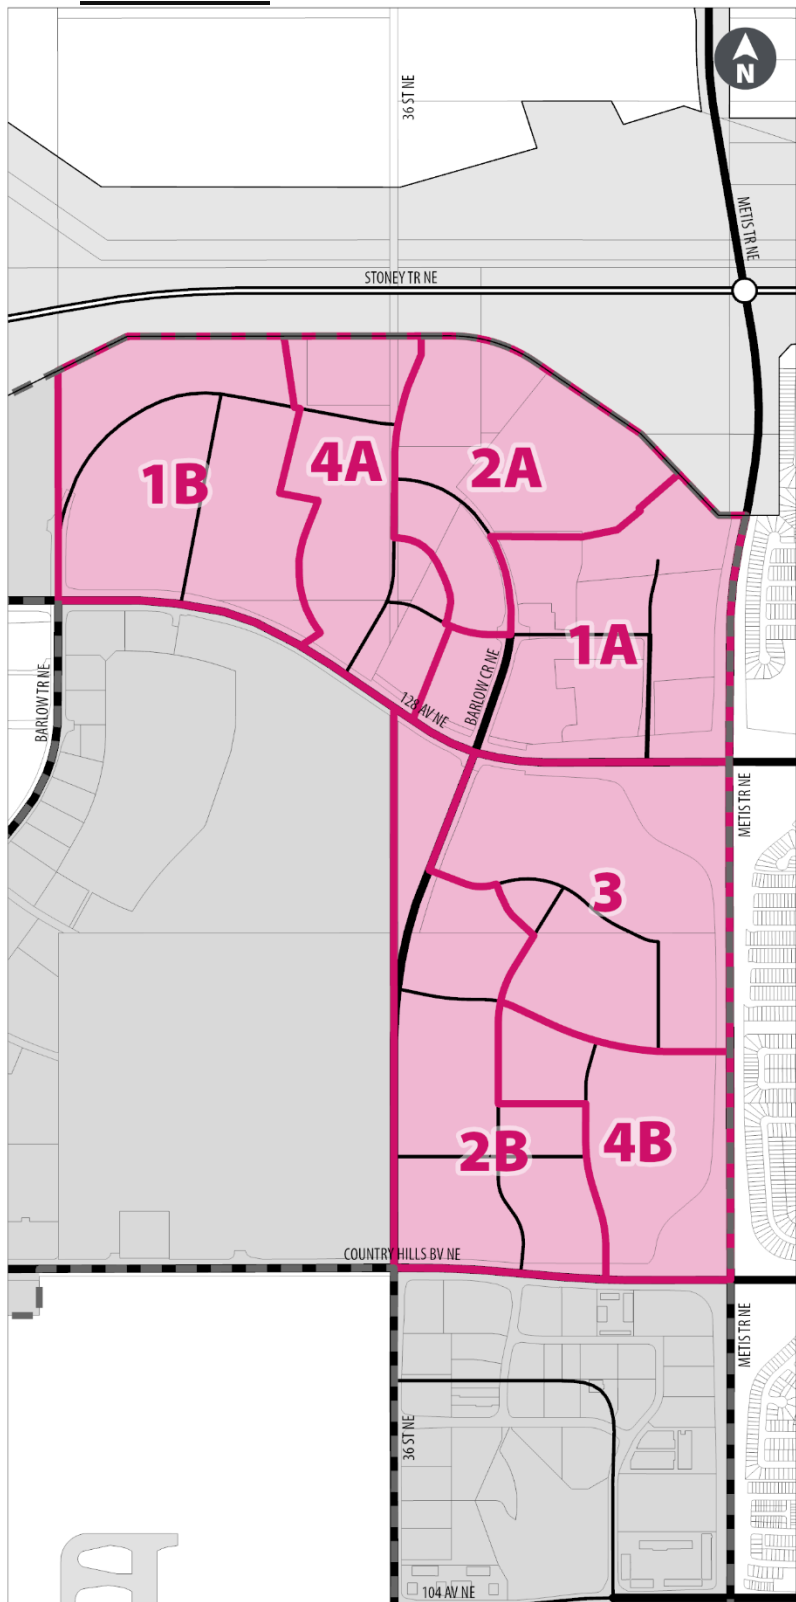 N
36 ST NE
METIS TR NE
STONEY TR NE
4A
2A
1B
1A
BARLOW TR NE
BARLOW CR NE
128 AV NE
METIS TR NE
3
2B
4B
COUNTRY HILLS BV NE
METIS TR NE
36 ST NE
104 AV NE